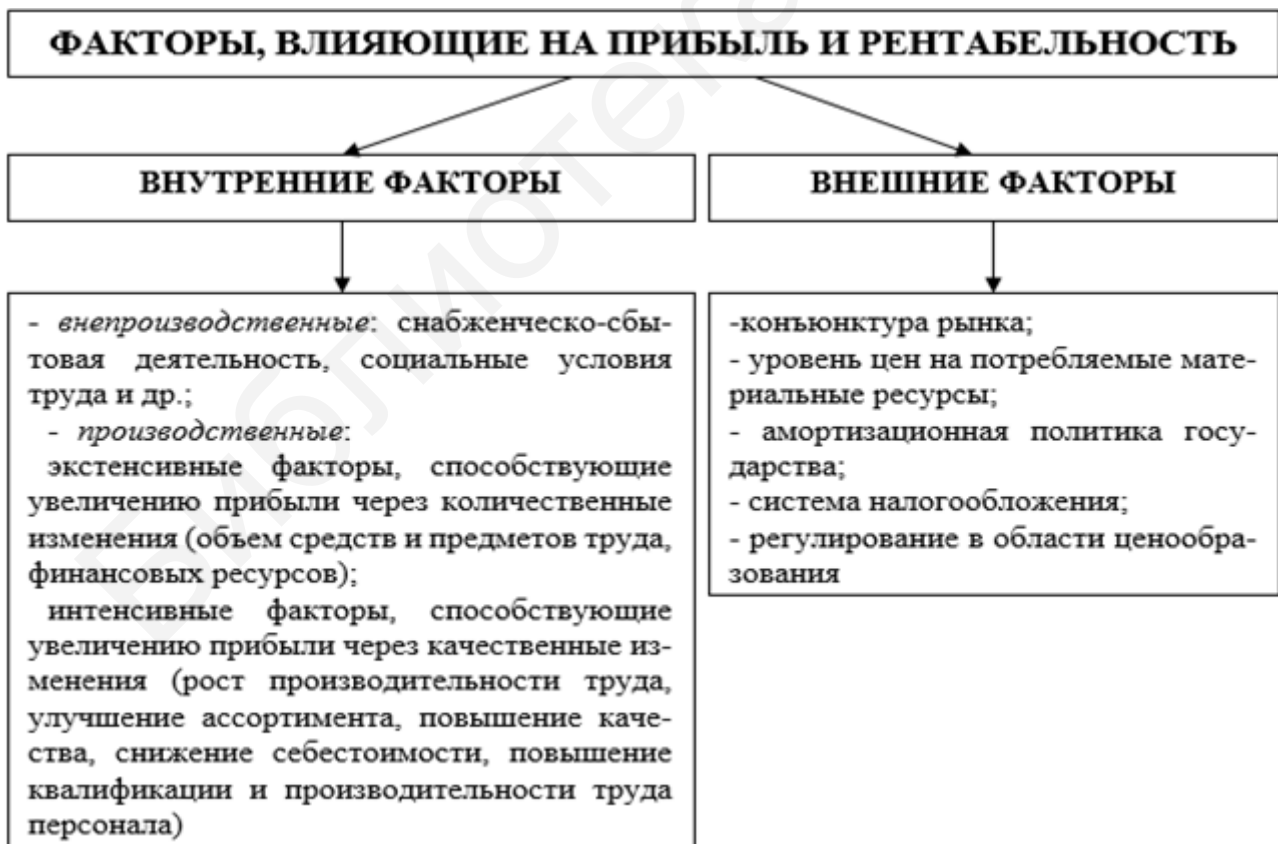 ФАКТОРЫ, ВЛИЯЮЩИЕ НА ПРИБЫЛЬ И РЕНТАБЕЛЬНОСТЬ
ВНУТРЕННИЕ ФАКТОРЫ
- внепроизводственные: снабженческо-сбы-
товая деятельность, социальные условия
труда и др.;
- производственные:
экстенсивные факторы, способствующие
увеличению прибыли через количественные
изменения (объем средств и предметов труда,
финансовых ресурсов);
интенсивные факторы, способствующие
увеличению прибыли через качественные из-
менения (рост производительности труда,
улучшение ассортимента, повышение каче-
ства, снижение себестоимости, повышение
квалификации и производительности труда
персонала)
ВНЕШНИЕ ФАКТОРЫ
-конъюнктура рынка;
- уровень цен на потребляемые мате-
риальные ресурсы;
- амортизационная политика госу-
дарства;
- система налогообложения;
- регулирование в области ценообра-
зования
Библиотека